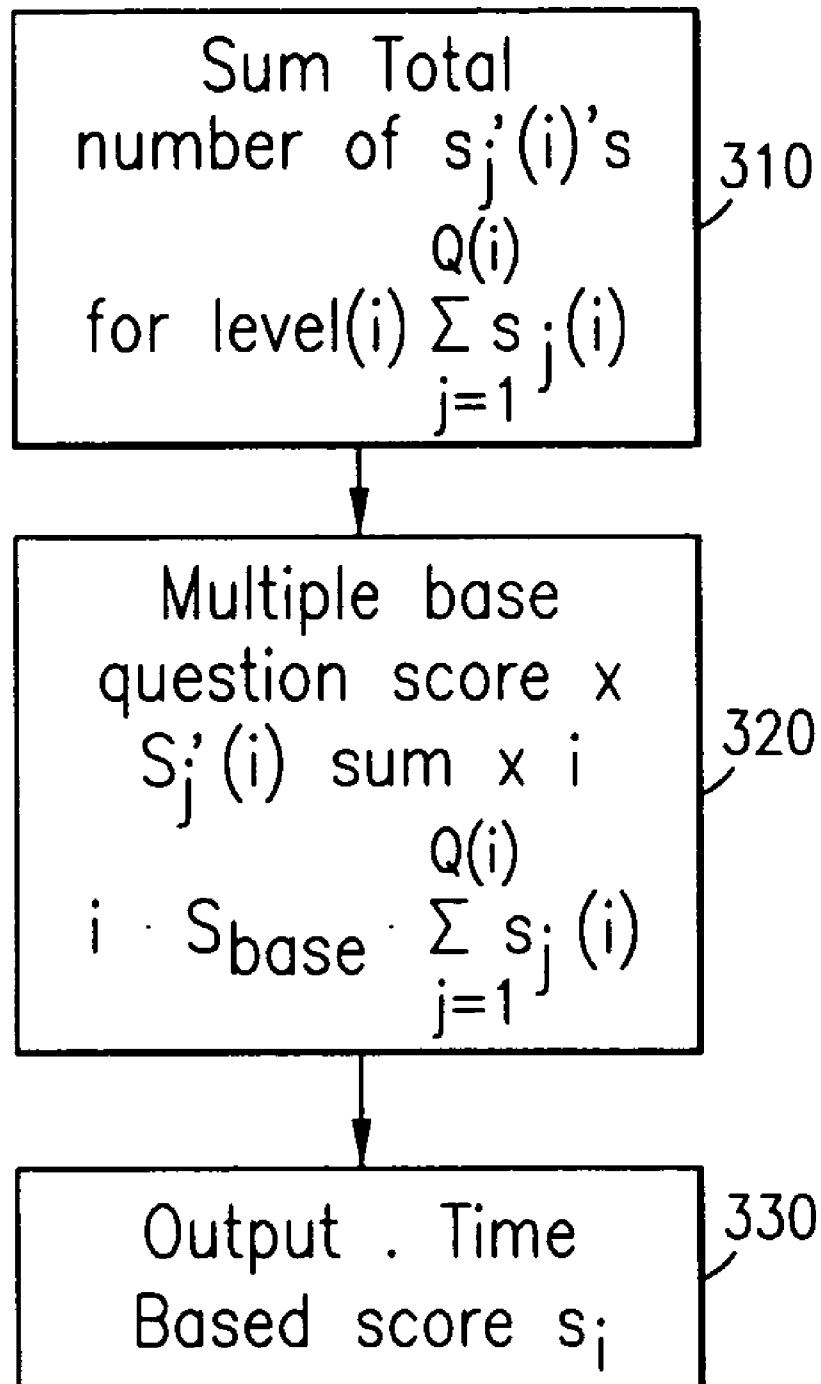 Sum Total
number of s_j'(i)'s
310
Q(i)
for level(i) Σ s_j(i)
j=1
Multiple base
question score x
S_j'(i) sum x i
320
Q(i)
i · S_base · Σ s_j(i)
j=1
Output . Time
330
Based score s_i